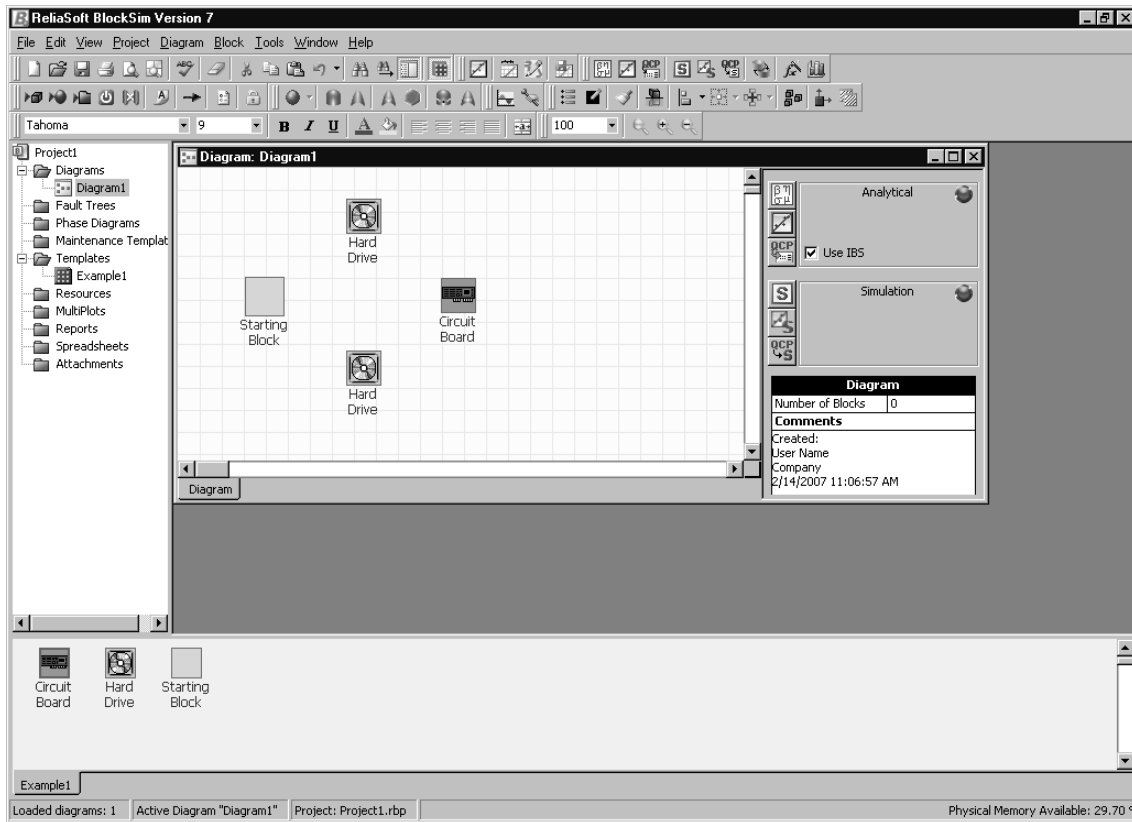 ReliaSoft BlockSim Version 7
File Edit View Project Diagram Block Tools Window Help
Tahoma 9 B I U 100
Project1
Diagrams
Diagram1
Fault Trees
Phase Diagrams
Maintenance Templat
Templates
Example1
Resources
MultiPlots
Reports
Spreadsheets
Attachments
Diagram: Diagram1
Hard
Drive
Starting
Block
Circuit
Board
Hard
Drive
Diagram
Analytical
QCP
Use IBS
S
Simulation
S
QCP
S
Diagram
Number of Blocks 0
Comments
Created:
User Name
Company
2/14/2007 11:06:57 AM
Circuit
Board
Hard
Drive
Starting
Block
Example1
Loaded diagrams: 1 Active Diagram "Diagram1" Project: Project1.rbp Physical Memory Available: 29.70